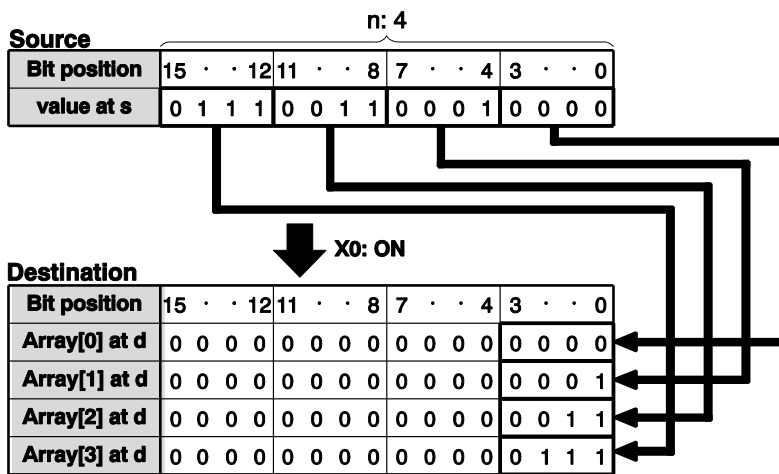 n: 4
Source
Bit position 15 · · 12 11 · · 8 7 · · 4 3 · · 0
value at s 0 1 1 1 0 0 1 1 0 0 0 1 0 0 0 0
X0: ON
Destination
Bit position 15 · · 12 11 · · 8 7 · · 4 3 · · 0
Array[0] at d 0 0 0 0 0 0 0 0 0 0 0 0 0 0 0 0
Array[1] at d 0 0 0 0 0 0 0 0 0 0 0 0 0 0 0 1
Array[2] at d 0 0 0 0 0 0 0 0 0 0 0 0 0 0 1 1
Array[3] at d 0 0 0 0 0 0 0 0 0 0 0 0 0 1 1 1